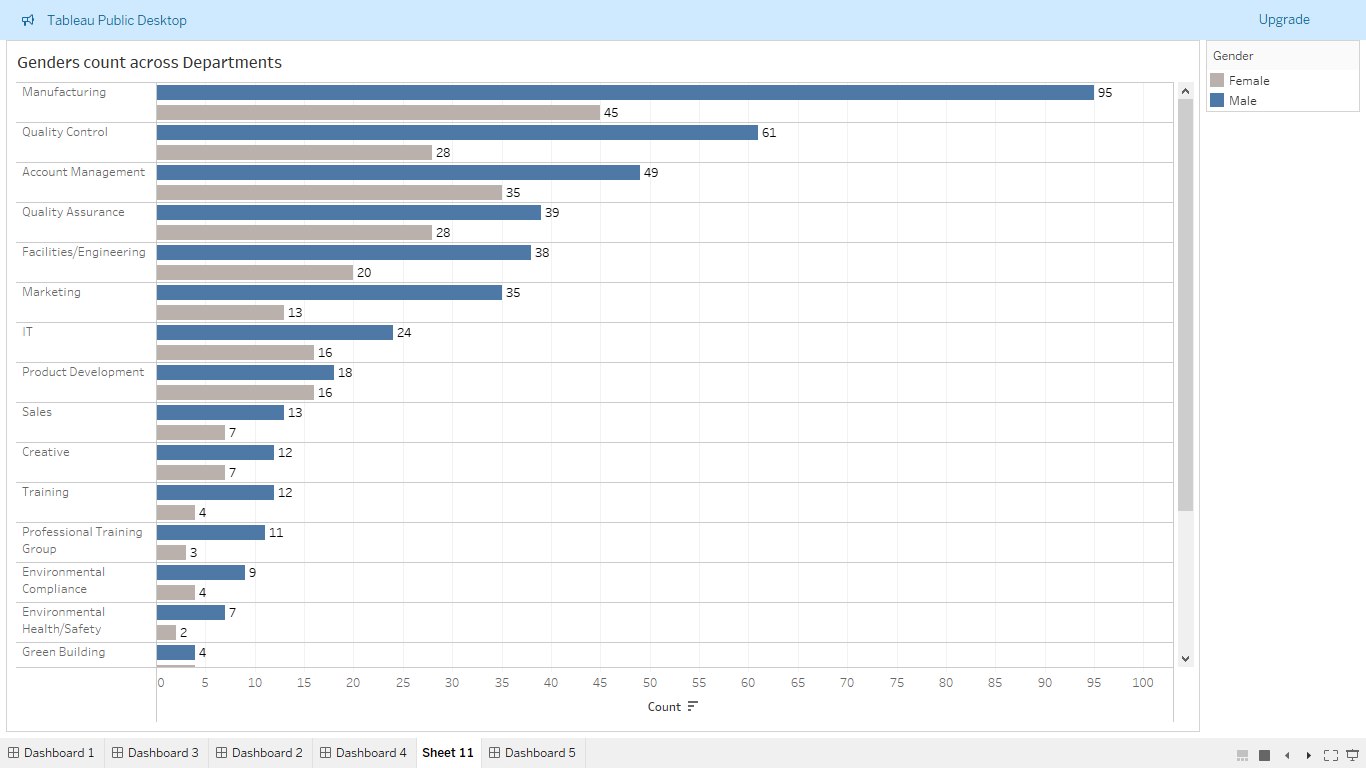 Tableau Public Desktop
Upgrade
Genders count across Departments
Gender
Female
Male
Manufacturing
95
45
Quality Control
61
28
Account Management
49
35
Quality Assurance
39
28
Facilities/Engineering
38
20
Marketing
35
13
IT
24
16
Product Development
18
16
Sales
13
7
Creative
12
7
Training
12
4
Professional Training
Group
11
3
Environmental
Compliance
9
4
Environmental
Health/Safety
7
2
Green Building
4
0 5 10 15 20 25 30 35 40 45 50 55 60 65 70 75 80 85 90 95 100
Count
Dashboard 1 Dashboard 3 Dashboard 2 Dashboard 4 Sheet 11 Dashboard 5